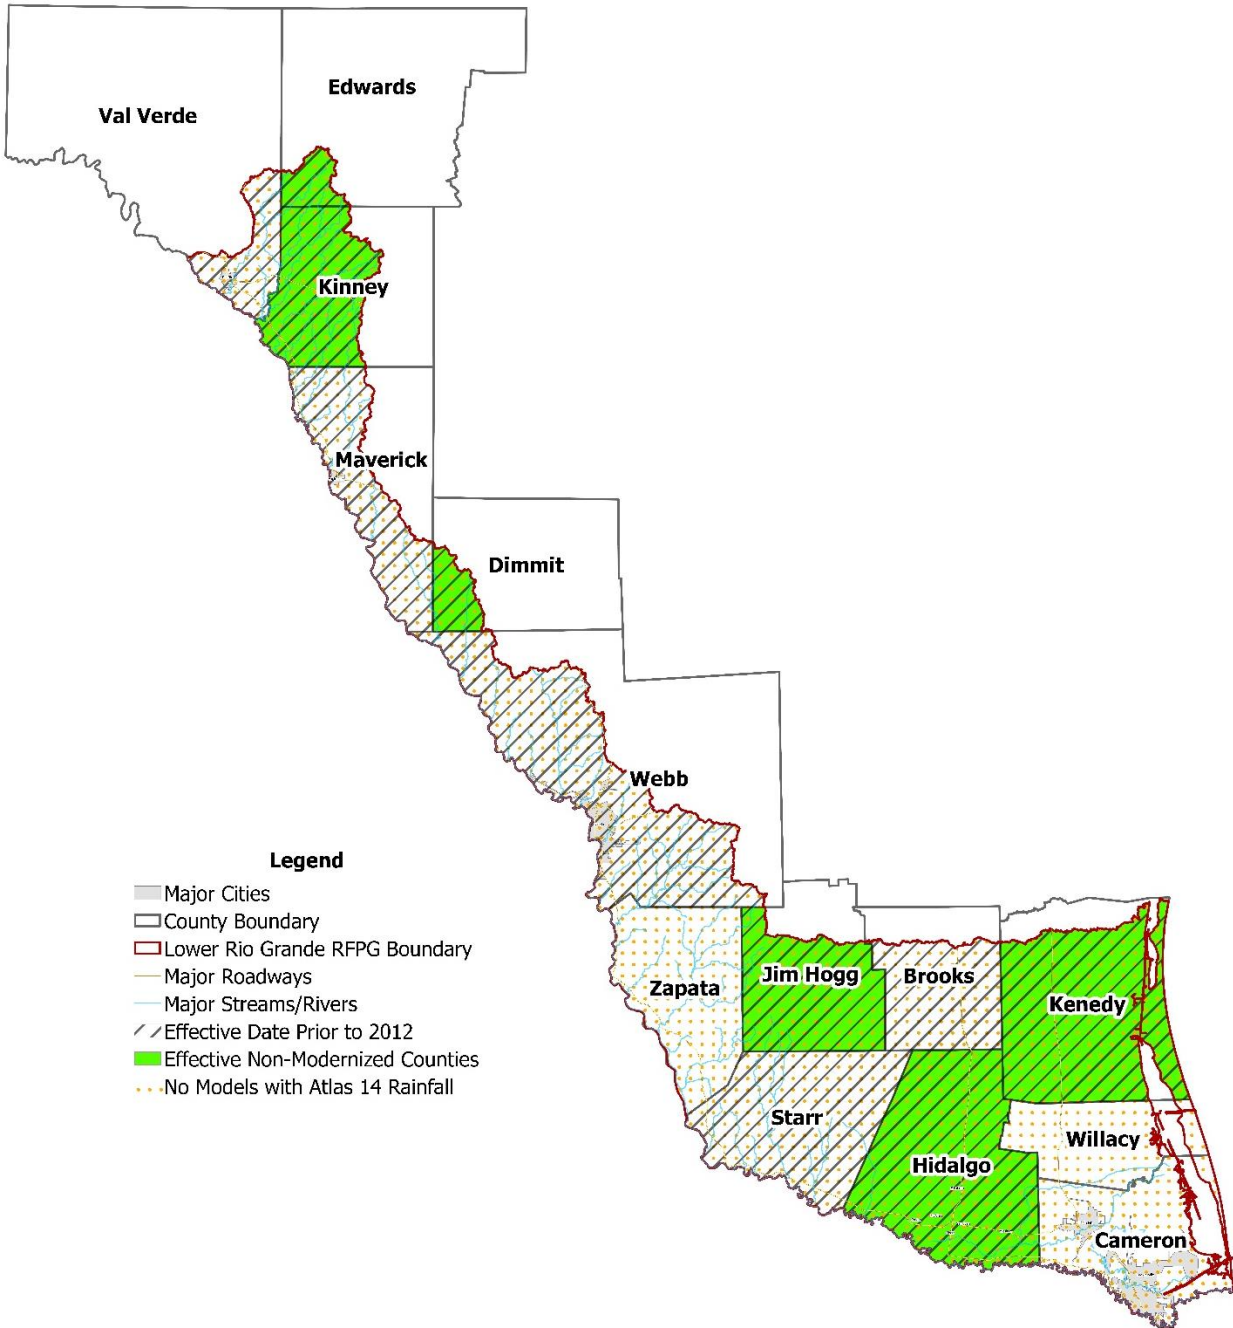 Edwards
Val Verde
Kinney
Maverick
Dimmit
Webb
Legend
Major Cities
County Boundary
Lower Rio Grande RFPG Boundary
Major Roadways
Major Streams/Rivers
Effective Date Prior to 2012
Effective Non-Modernized Counties
No Models with Atlas 14 Rainfall
Zapata
Jim Hogg
Brooks
Kenedy
Starr
Willacy
Hidalgo
Cameron